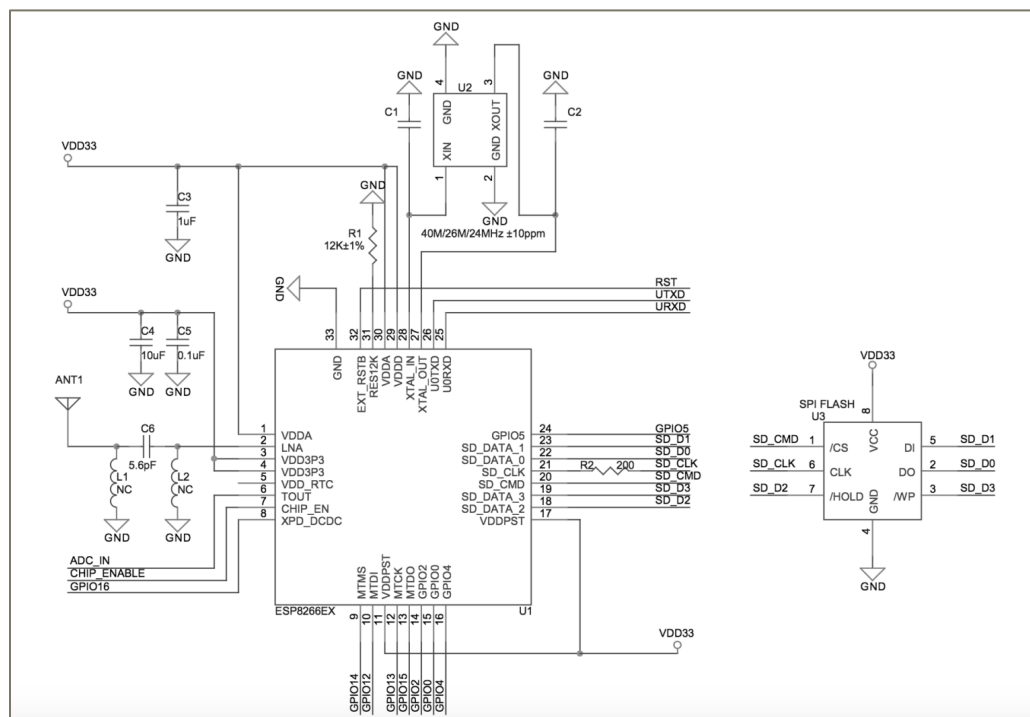 GND
4
3
U2
GND
GND
C1
C2
GND
XOUT
XIN
GND
VDD33
1
2
GND
C3
1uF
GND
GND
R1
12K±1%
40M/26M/24MHz ±10ppm
GND
RST
UTXD
URXD
VDD33
C4
C5
10uF
0.1uF
33
32
31
30
29
28
27
26
25
GND
EXT_RSTB
RES12K
VDDA
VDDD
XTAL_IN
XTAL_OUT
U0TXD
U0RXD
GND
GND
VDD33
ANT1
SPI FLASH
U3
8
C6
5.6pF
1 VDDA
2 LNA
3 VDD3P3
4 VDD3P3
5 VDD_RTC
6 TOUT
7 CHIP_EN
8 XPD_DCDC
GPIO5 24 GPIO5
SD_DATA_1 23 SD_D1
SD_DATA_0 22 SD_D0
SD_CLK 21 R2 200 SD_CLK
SD_CMD 20 SD_CMD
SD_DATA_3 19 SD_D3
SD_DATA_2 18 SD_D2
VDDPST 17
SD_CMD 1 /CS VCC DI 5 SD_D1
SD_CLK 6 CLK DO 2 SD_D0
SD_D2 7 /HOLD GND /WP 3 SD_D3
4
GND
L1
NC
L2
NC
GND
GND
ADC_IN
CHIP_ENABLE
GPIO16
MTMS
MTDI
VDDPST
MTCK
MTDO
GPIO2
GPIO0
GPIO4
ESP8266EX
U1
9
10
11
12
13
14
15
16
VDD33
GPIO14
GPIO12
GPIO13
GPIO15
GPIO2
GPIO0
GPIO4